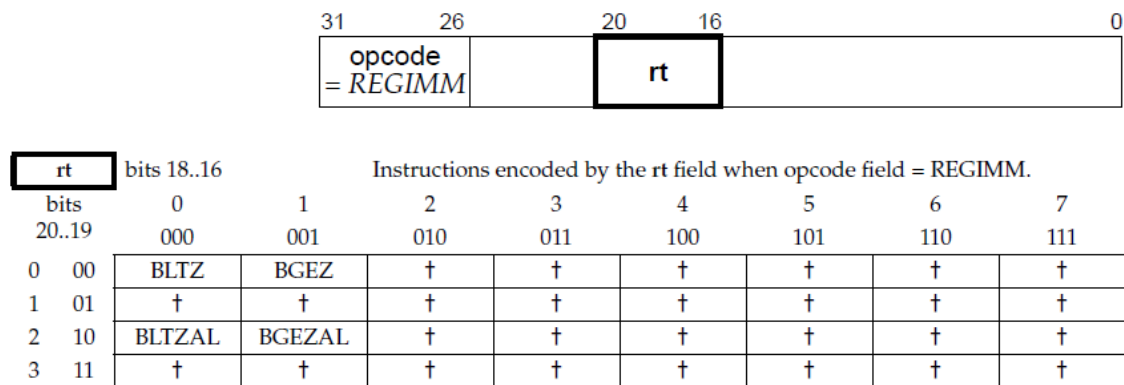 31 26 20 16 0
opcode
= REGIMM
rt
rt bits 18..16 Instructions encoded by the rt field when opcode field = REGIMM.
bits 0 1 2 3 4 5 6 7
20..19 000 001 010 011 100 101 110 111
0 00 BLTZ BGEZ † † † † † †
1 01 † † † † † † † †
2 10 BLTZAL BGEZAL † † † † † †
3 11 † † † † † † † †